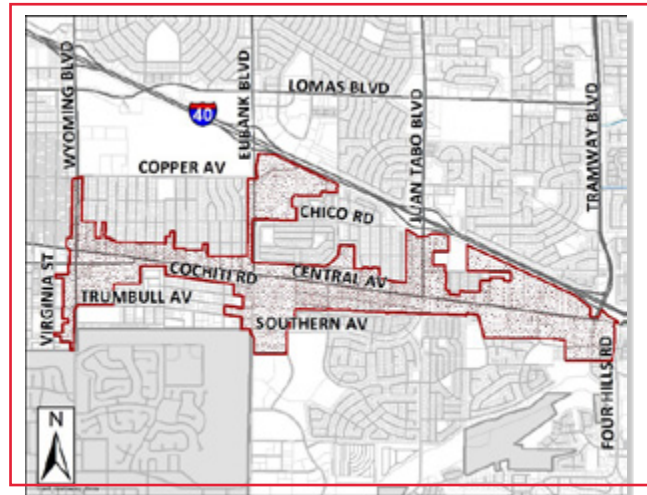 WYOMING BLVD
EUBANK BLVD
LOMAS BLVD
JUAN TABO BLVD
TRAMWAY BLVD
40
COPPER AV
CHICO RD
COCHITI RD
CENTRAL AV
VIRGINIA ST
TRUMBULL AV
SOUTHERN AV
FOUR HILLS RD
N